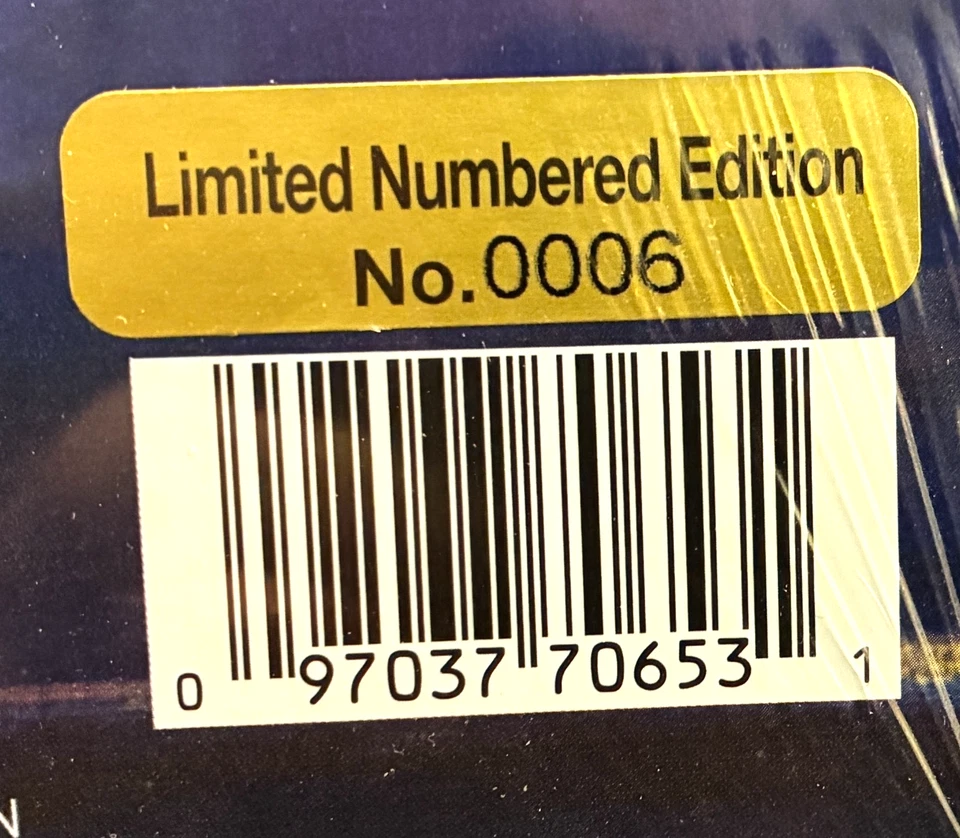 Limited Numbered Edition
No.0006
0 97037 70653 1